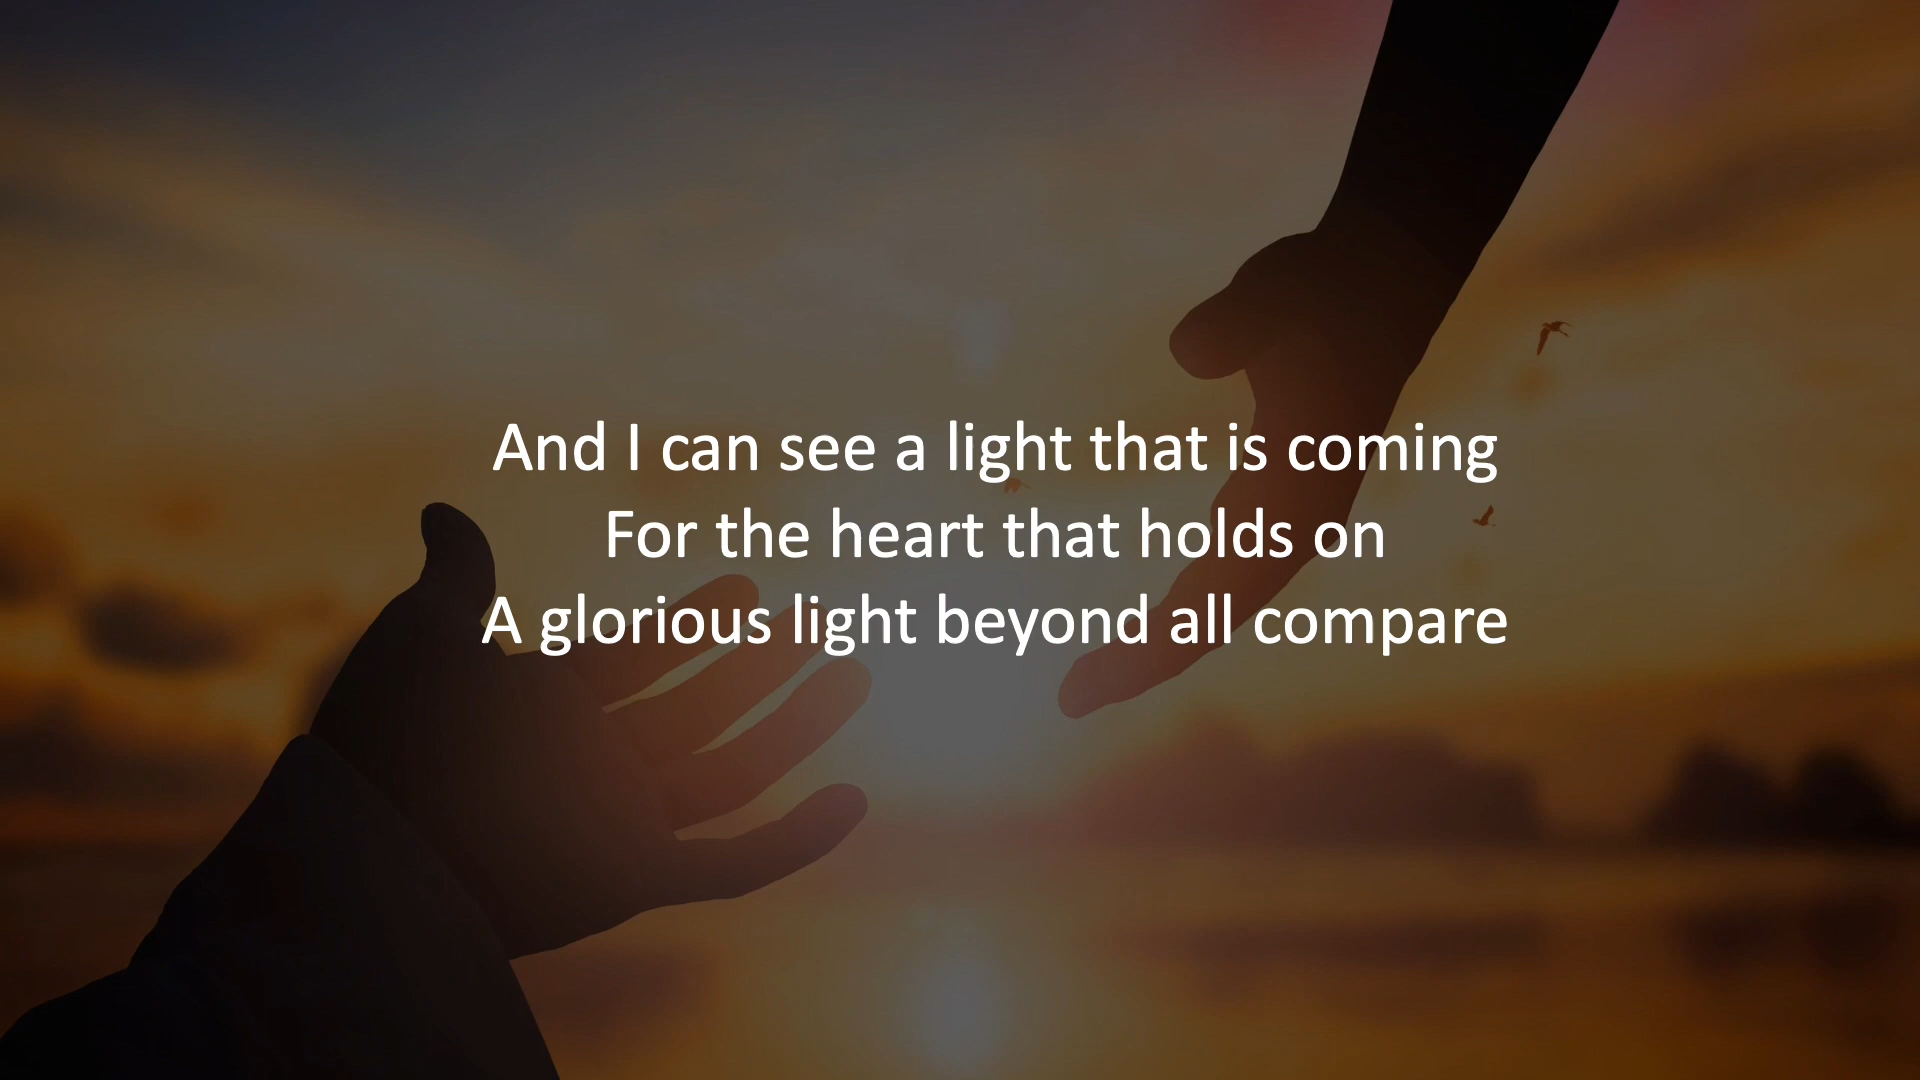 And I can see a light that is coming
For the heart that holds on
A glorious light beyond all compare